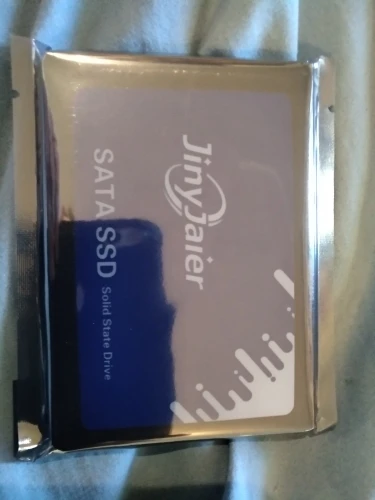 JinyJaier
SATA SSD
Solid State Drive